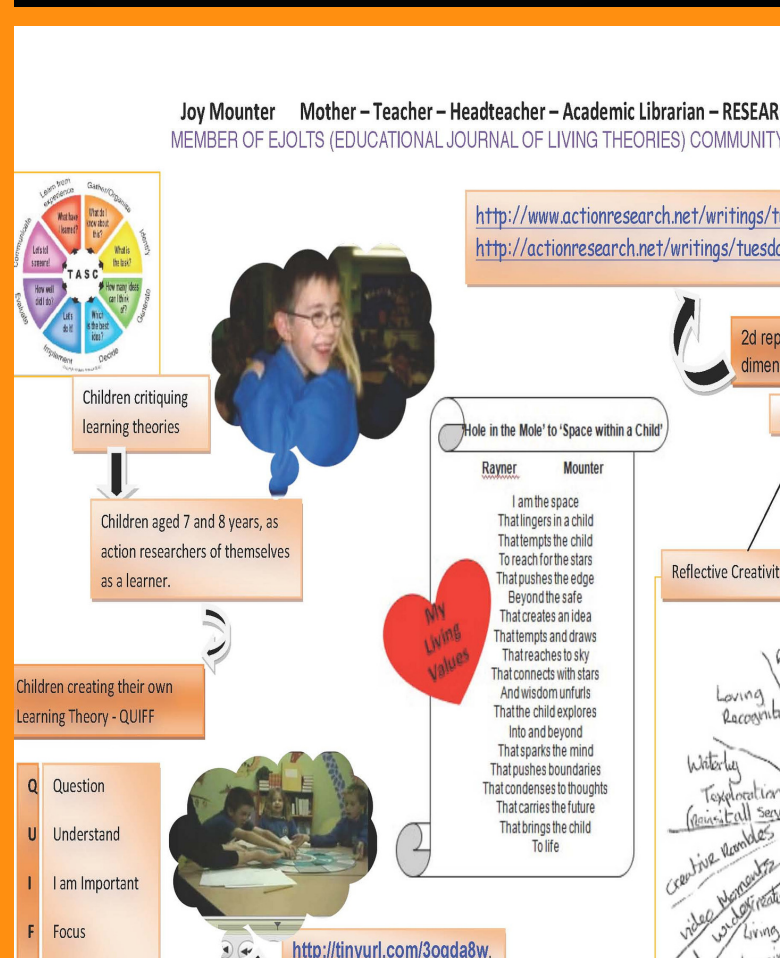 Joy Mounter Mother – Teacher – Headteacher – Academic Librarian – RESEAR
MEMBER OF EJOLTS (EDUCATIONAL JOURNAL OF LIVING THEORIES) COMMUNITY
Learn from
experience
Gather/Organise
Identify
Generate
Decide
Implement
Evaluate
Communicate
What have
I learned?
What do I
know about
this?
What is
the task?
How many ideas
can I think
of?
Which
is the best
idea?
Let's
do it!
How well
did I do?
Let's tell
someone!
TASC
http://www.actionresearch.net/writings/t
http://actionresearch.net/writings/tuesda
2d rep
dimen
Children critiquing
learning theories
Children aged 7 and 8 years, as
action researchers of themselves
as a learner.
Children creating their own
Learning Theory - QUIFF
Q Question
U Understand
I I am Important
F Focus
http://tinyurl.com/3ogda8w.
My
Living
Values
'Hole in the Mole' to 'Space within a Child'
Rayner Mounter
I am the space
That lingers in a child
That tempts the child
To reach for the stars
That pushes the edge
Beyond the safe
That creates an idea
That tempts and draws
That reaches to sky
That connects with stars
And wisdom unfurls
That the child explores
Into and beyond
That sparks the mind
That pushes boundaries
That condenses to thoughts
That carries the future
That brings the child
To life
Reflective Creativit
Loving
Recognit
Writerly
creative Rambles
video Moments
Living